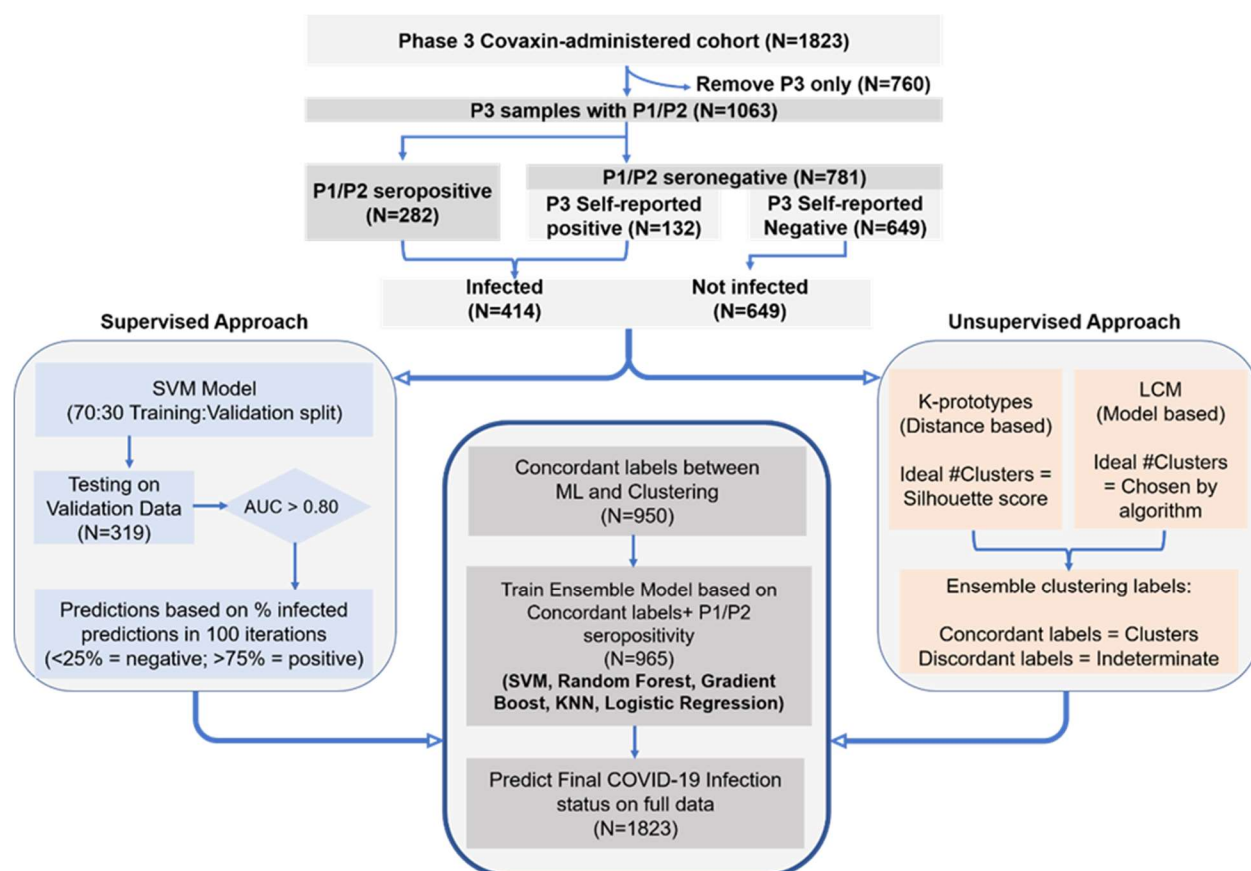 Phase 3 Covaxin-administered cohort (N=1823)
Remove P3 only (N=760)
P3 samples with P1/P2 (N=1063)
P1/P2 seropositive
(N=282)
P1/P2 seronegative (N=781)
P3 Self-reported
positive (N=132)
P3 Self-reported
Negative (N=649)
Infected
(N=414)
Not infected
(N=649)
Supervised Approach
SVM Model
(70:30 Training:Validation split)
Testing on
Validation Data
(N=319)
AUC > 0.80
Predictions based on % infected
predictions in 100 iterations
(<25% = negative; >75% = positive)
Concordant labels between
ML and Clustering
(N=950)
Train Ensemble Model based on
Concordant labels+ P1/P2
seropositivity
(N=965)
(SVM, Random Forest, Gradient
Boost, KNN, Logistic Regression)
Predict Final COVID-19 Infection
status on full data
(N=1823)
Unsupervised Approach
K-prototypes
(Distance based)
Ideal #Clusters =
Silhouette score
LCM
(Model based)
Ideal #Clusters
= Chosen by
algorithm
Ensemble clustering labels:
Concordant labels = Clusters
Discordant labels = Indeterminate